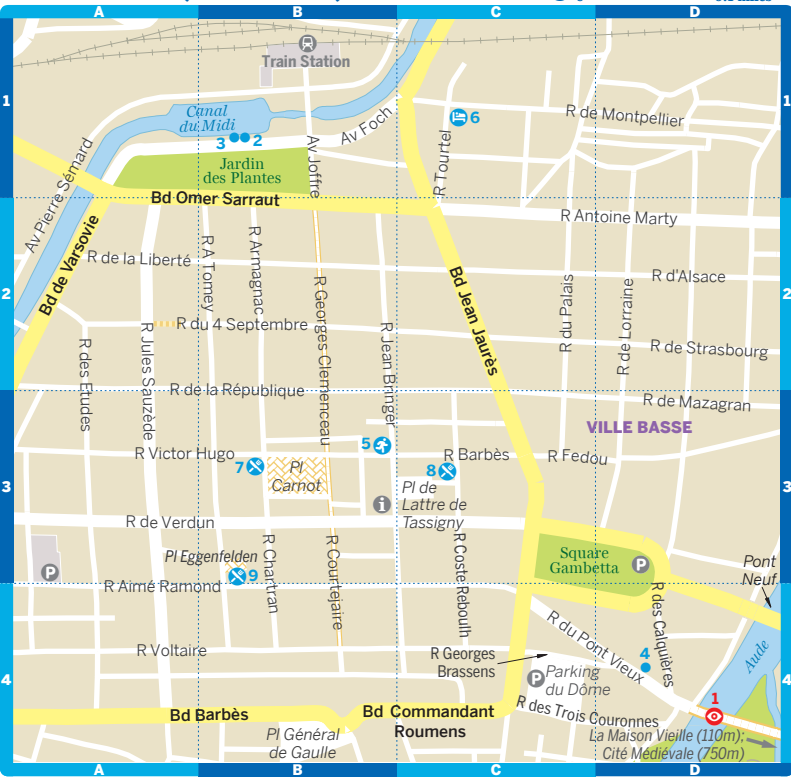 A
B
C
D
1
1
Train Station
Canal
du Midi
3
2
Av Foch
6
R de Montpellier
R Tourtel
Jardin
des Plantes
Av Joffre
Av Pierre Sémard
Bd Omer Sarraut
R Antoine Marty
Bd de Varsovie
R de la Liberté
R A Tomey
R Armagnac
R Georges Clemenceau
Bd Jean Jaurès
R du Palais
R de Lorraine
R d'Alsace
2
2
R du 4 Septembre
R Jean Bringer
R des Etudes
R Jules Sauzède
R de Strasbourg
R de la République
R de Mazagran
VILLE BASSE
R Victor Hugo
5
R Barbès
R Fedou
7
Pl
Carnot
8
3
3
Pl de
Lattre de
Tassigny
i
R de Verdun
Pl Eggenfelden
R Chartran
R Courtejaire
R Coste Reboulh
Square
Gambetta
P
P
Pont
Neuf
9
R Aimé Ramond
R du Pont Vieux
R des Calquières
R Voltaire
R Georges
Brassens
4
Aude
4
4
P
Parking
du Dôme
1
Bd Barbès
Bd Commandant
Roumens
R des Trois Couronnes
Pl Général
de Gaulle
La Maison Vieille (110m);
Cité Médiévale (750m)
A
B
C
D